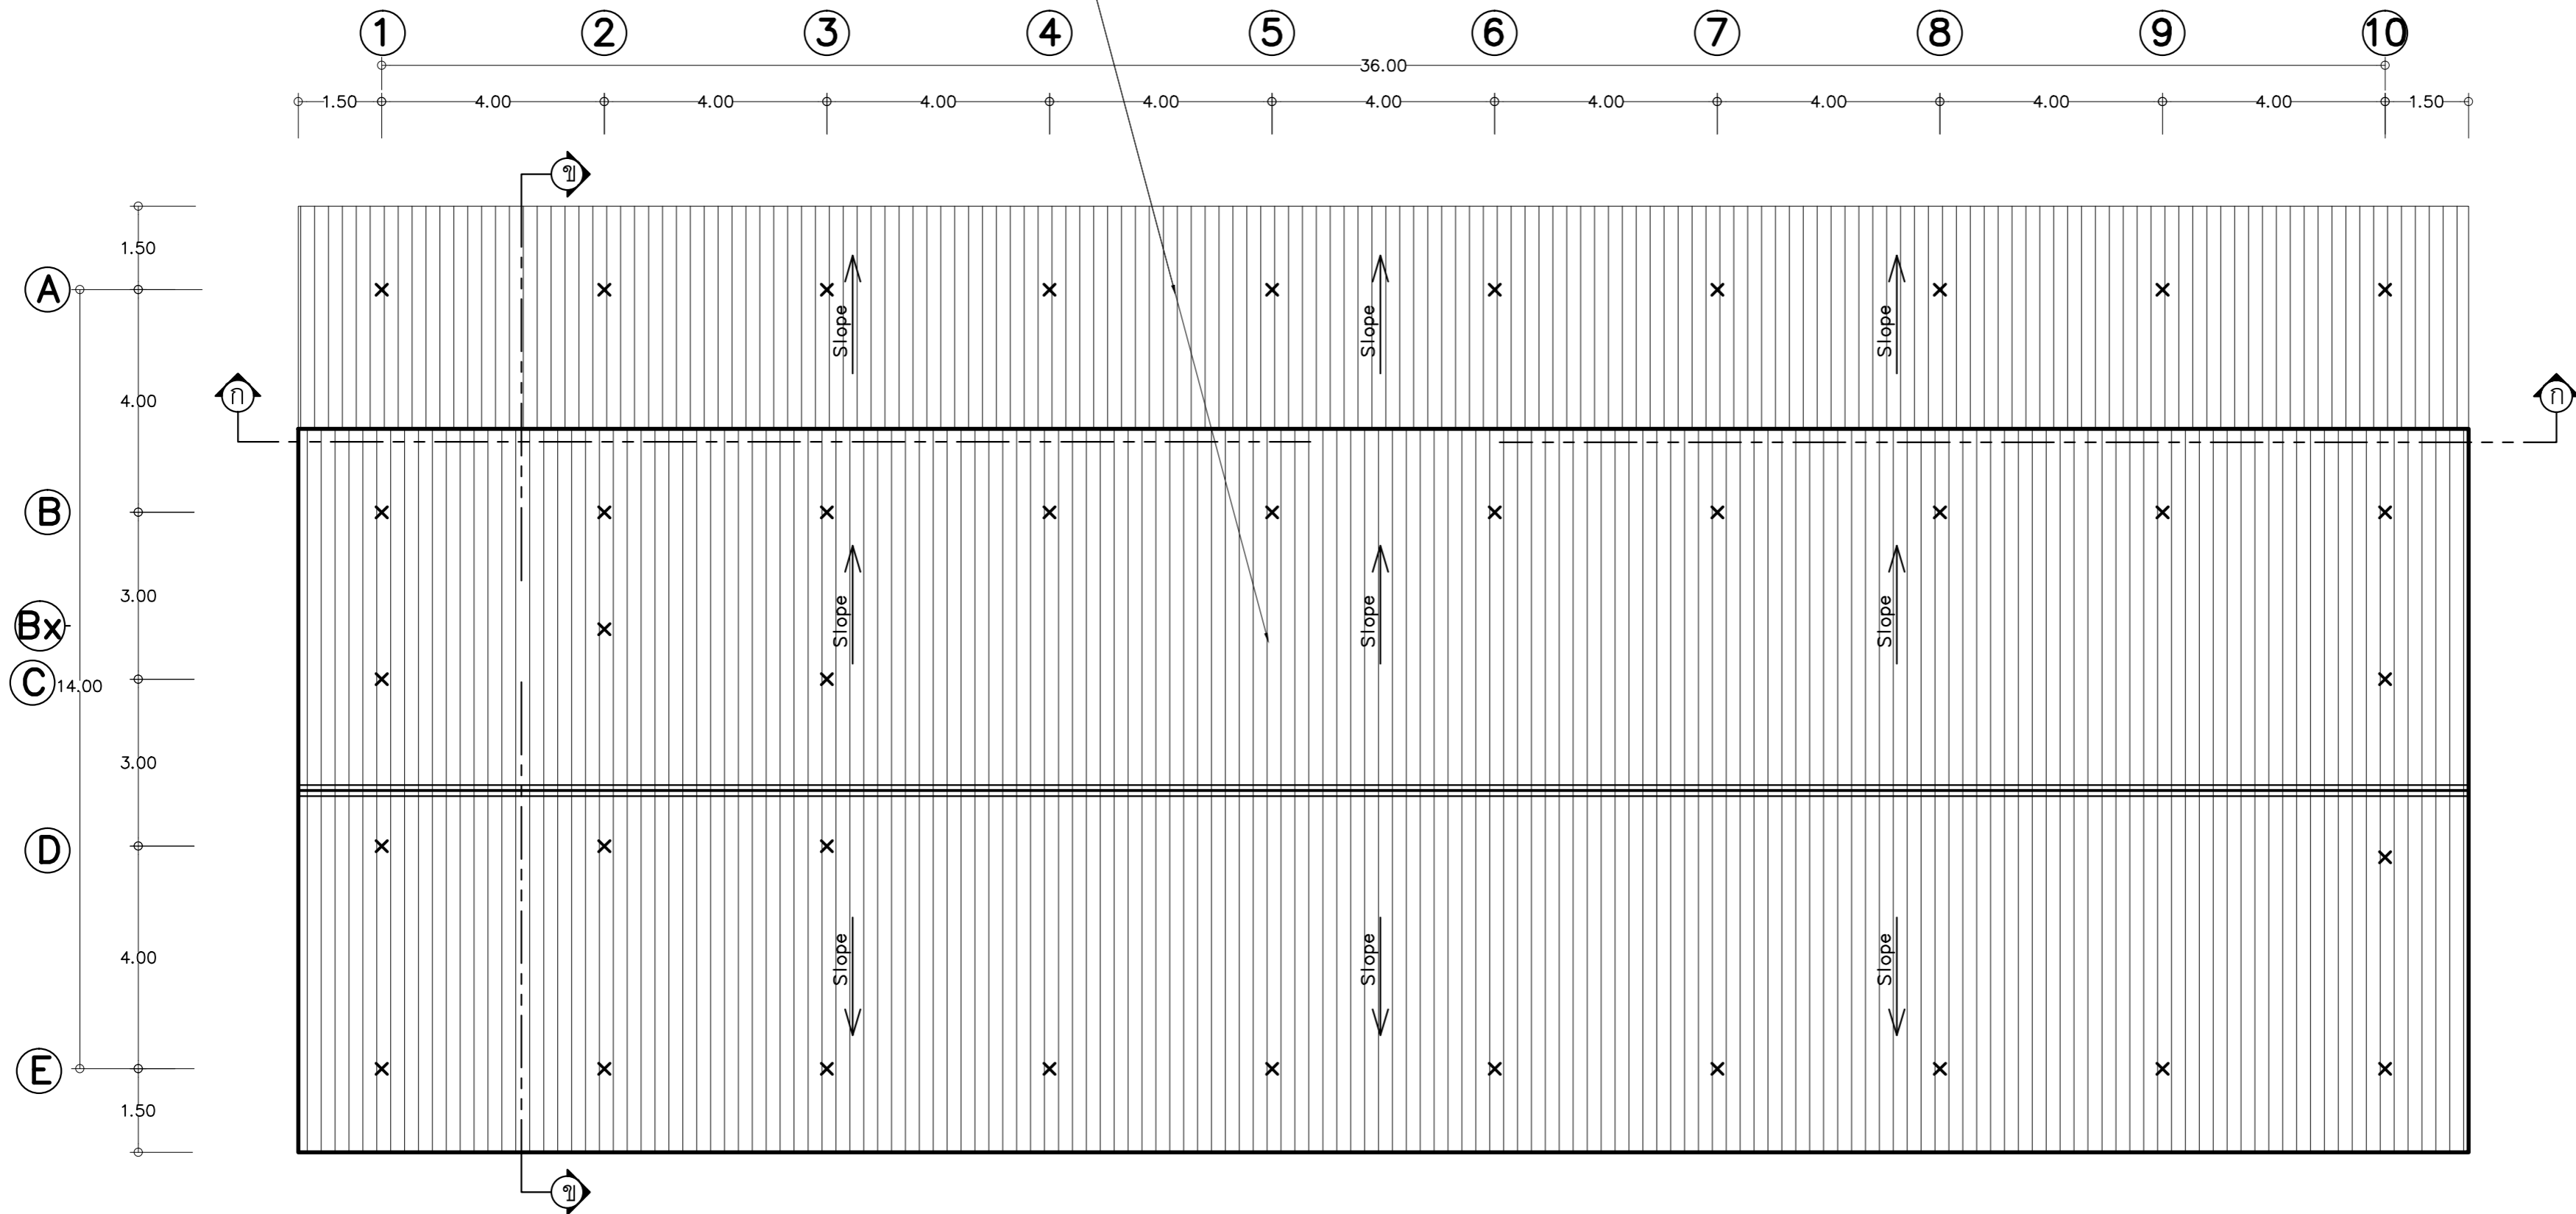 1 2 3 4 5 6 7 8 9 10
36.00
1.50 4.00 4.00 4.00 4.00 4.00 4.00 4.00 4.00 4.00 1.50
ข
1.50
A
Slope Slope Slope
ก ก
4.00
B
3.00
Slope Slope Slope
Bx
C 14.00
3.00
D
Slope Slope Slope
4.00
E
1.50
ข